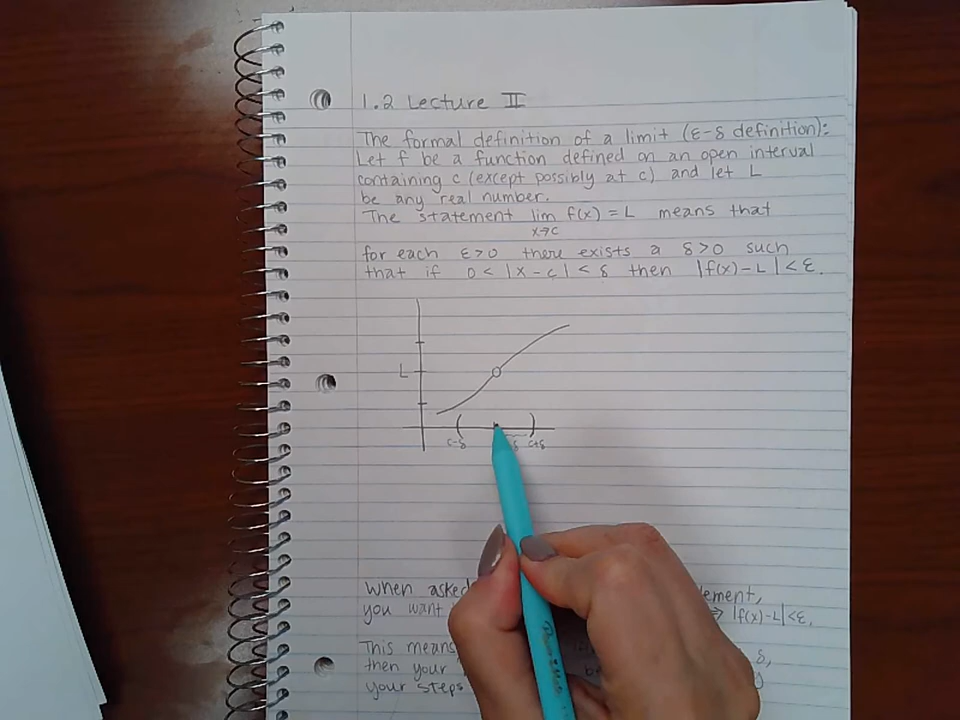 1.2 Lecture II
The formal definition of a limit (ε-δ definition):
Let f be a function defined on an open interval
containing c (except possibly at c) and let L
be any real number.
The statement lim f(x) = L means that
x→c
for each ε>0 there exists a δ>0 such
that if 0 < |x - c| < δ then |f(x)-L| < ε.
L
c-δ δ c+δ
When asked
you want ⇒ |f(x)-L|<ε.
This means δ,
then your be
your steps